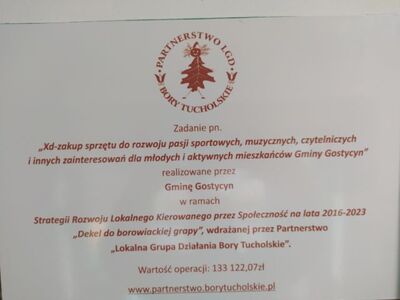 PARTNERSTWO LGD
BORY TUCHOLSKIE
Zadanie pn.
„Xd-zakup sprzętu do rozwoju pasji sportowych, muzycznych, czytelniczych
i innych zainteresowań dla młodych i aktywnych mieszkańców Gminy Gostycyn"
realizowane przez
Gminę Gostycyn
w ramach
Strategii Rozwoju Lokalnego Kierowanego przez Społeczność na lata 2016-2023
„Dekel do borowiackiej grapy", wdrażanej przez Partnerstwo
„Lokalna Grupa Działania Bory Tucholskie".
Wartość operacji: 133 122,07zł
www.partnerstwo.borytucholskie.pl